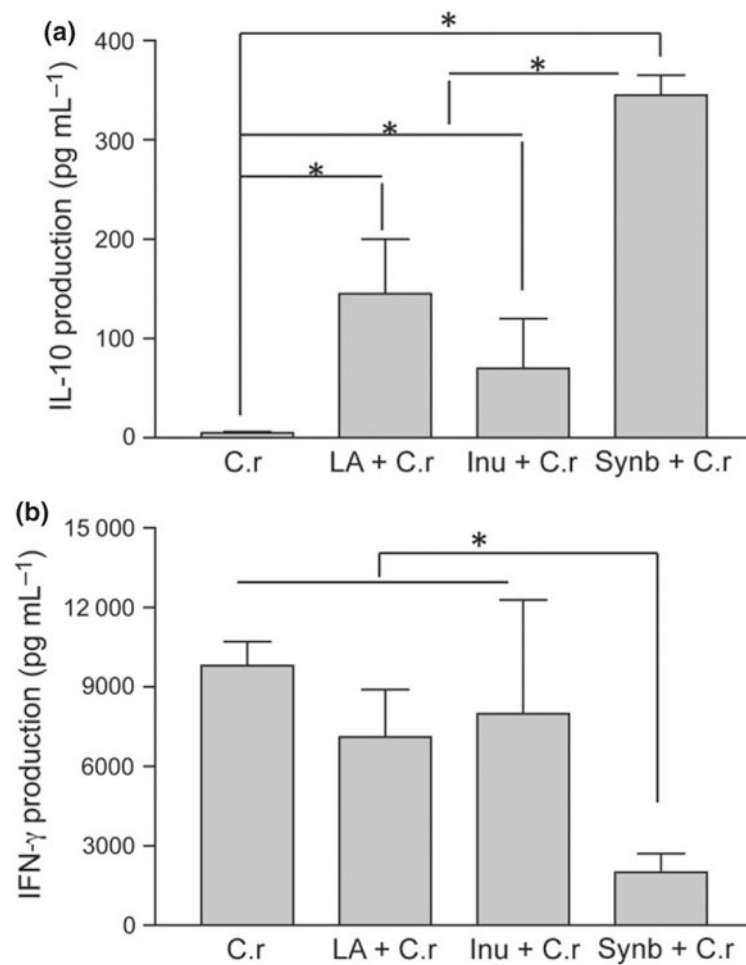 (a)
IL-10 production (pg mL⁻¹)
400
300
200
100
0
*
*
*
*
C.r LA + C.r Inu + C.r Synb + C.r
(b)
IFN-γ production (pg mL⁻¹)
15 000
12 000
9000
6000
3000
0
*
C.r LA + C.r Inu + C.r Synb + C.r